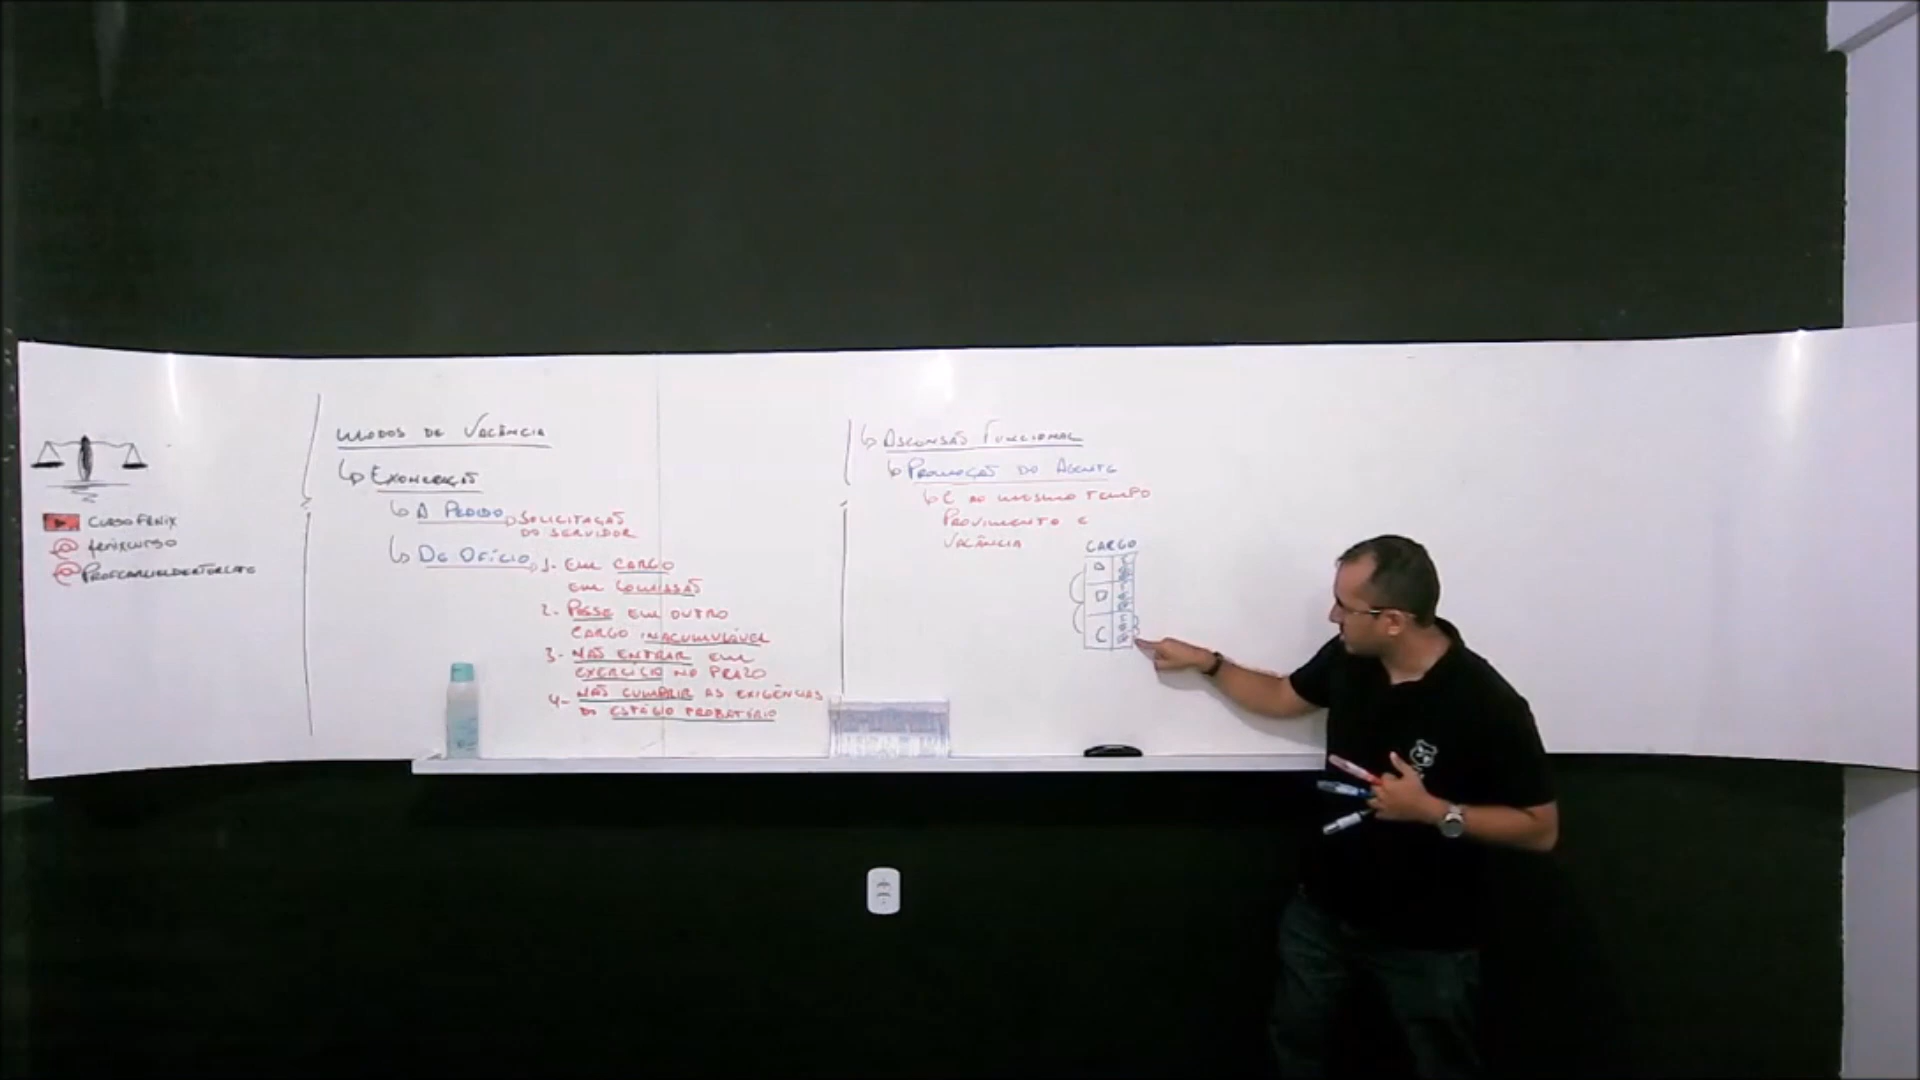 CURSO FÊNIX
@ fenixcurso
MODOS DE VACÂNCIA
↳ EXONERAÇÃO
↳ A PEDIDO → SOLICITAÇÃO
DO SERVIDOR
↳ DE OFÍCIO → 1- EM CARGO
EM COMISSÃO
2- POSSE EM OUTRO
CARGO INACUMULÁVEL
3- NÃO ENTRAR EM
EXERCÍCIO NO PRAZO
4- NÃO CUMPRIR AS EXIGÊNCIAS
DO ESTÁGIO PROBATÓRIO
↳ ASCENSÃO FUNCIONAL
↳ PROMOÇÃO DO AGENTE
↳ É AO MESMO TEMPO
PROVIMENTO E
VACÂNCIA
CARGO
C